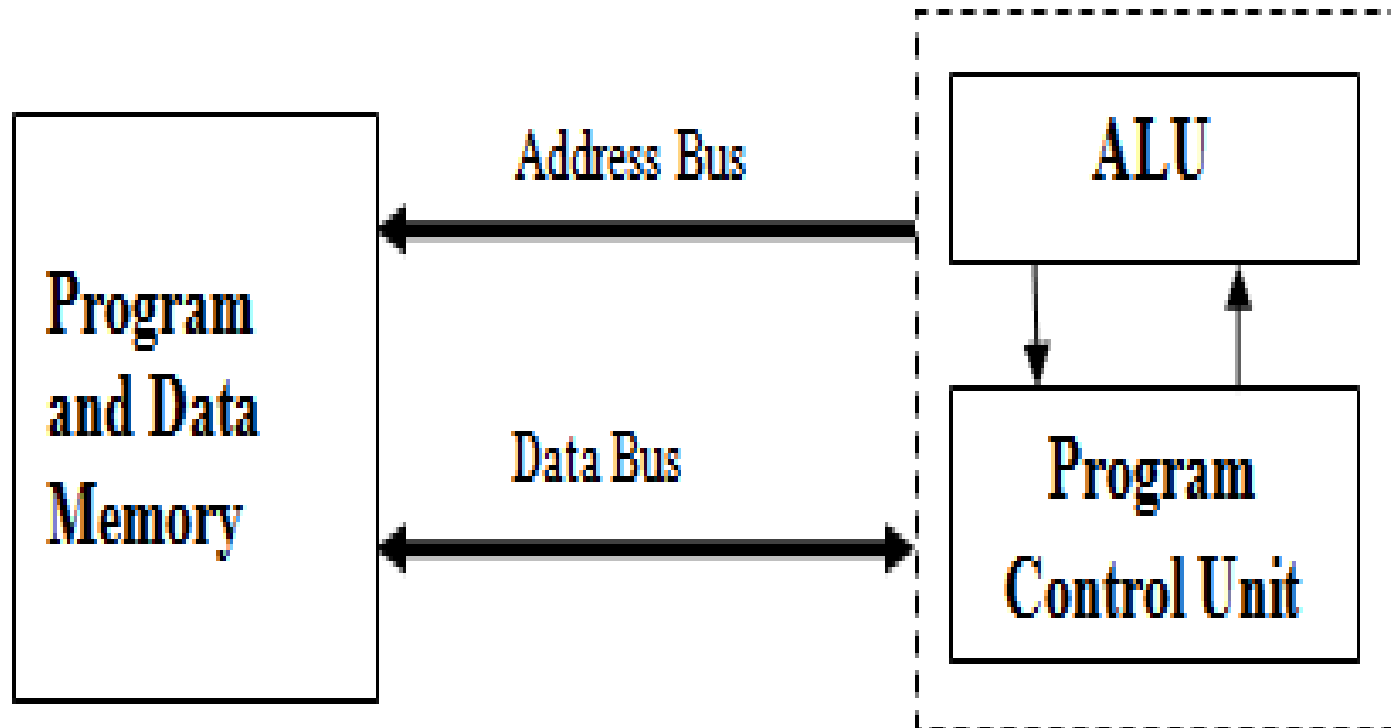 Program
and Data
Memory
Address Bus
Data Bus
ALU
Program
Control Unit